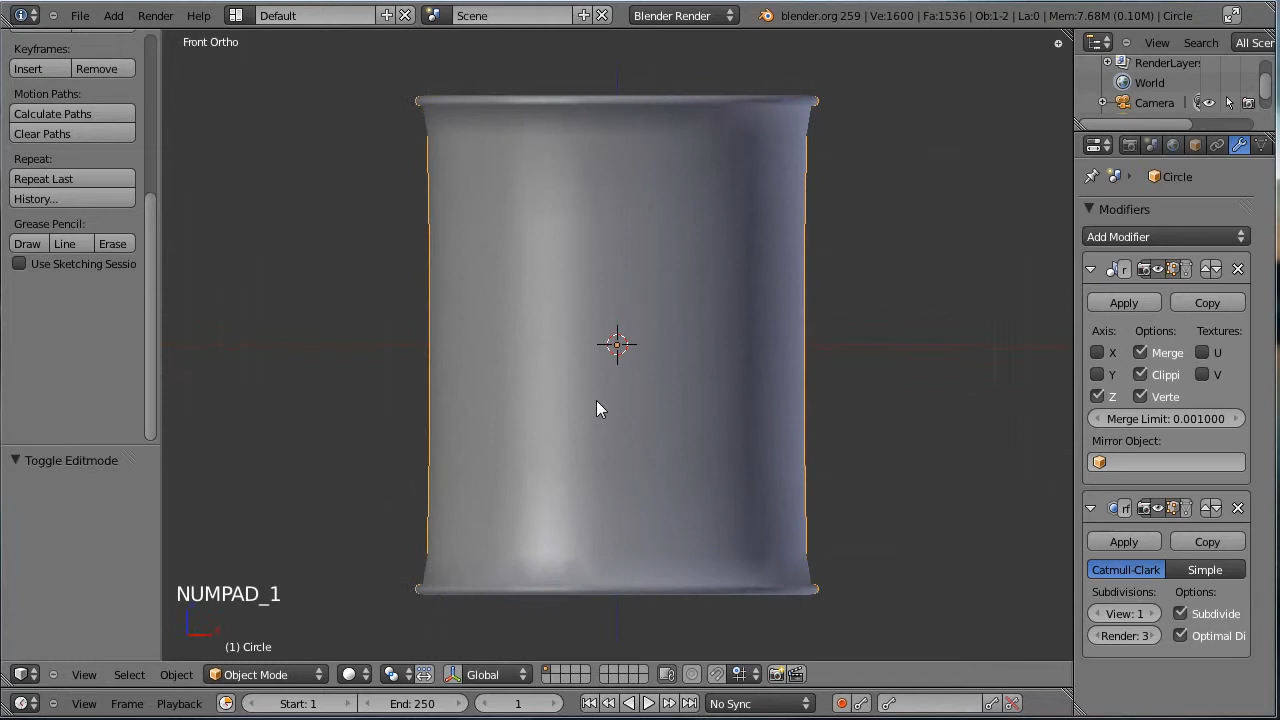 File Add Render Help Default Scene Blender Render blender.org 259 | Ve:1600 | Fa:1536 | Ob:1-2 | La:0 | Mem:7.68M (0.10M) | Circle
Keyframes:
Insert Remove
Motion Paths:
Calculate Paths
Clear Paths
Repeat:
Repeat Last
History...
Grease Pencil:
Draw Line Erase
Use Sketching Sessio
Toggle Editmode
Front Ortho
NUMPAD_1
(1) Circle
View Search All Scen
RenderLayers
World
Camera
Circle
Modifiers
Add Modifier
r
Apply Copy
Axis: Options: Textures:
X Merge U
Y Clippi V
Z Verte
Merge Limit: 0.001000
Mirror Object:
rf
Apply Copy
Catmull-Clark Simple
Subdivisions: Options:
View: 1 Subdivide
Render: 3 Optimal Di
View Select Object Object Mode Global
View Frame Playback Start: 1 End: 250 1 No Sync